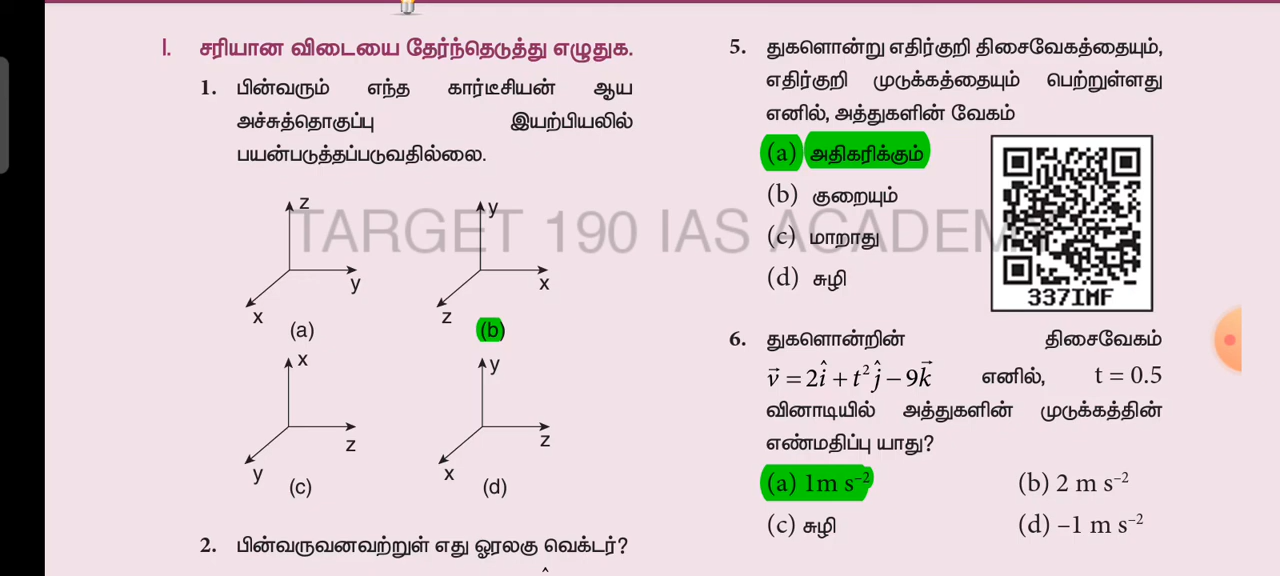 I. சரியான விடையை தேர்ந்தெடுத்து எழுதுக.
1. பின்வரும் எந்த கார்டீசியன் ஆய
அச்சுத்தொகுப்பு இயற்பியலில்
பயன்படுத்தப்படுவதில்லை.
z
y
x
(a)
y
x
z
(b)
x
z
y
(c)
y
z
x
(d)
2. பின்வருவனவற்றுள் எது ஓரலகு வெக்டர்?
5. துகளொன்று எதிர்குறி திசைவேகத்தையும்,
எதிர்குறி முடுக்கத்தையும் பெற்றுள்ளது
எனில், அத்துகளின் வேகம்
(a) அதிகரிக்கும்
(b) குறையும்
(c) மாறாது
(d) சுழி
337IMF
6. துகளொன்றின் திசைவேகம்
v⃗ = 2î + t²ĵ − 9k⃗ எனில், t = 0.5
வினாடியில் அத்துகளின் முடுக்கத்தின்
எண்மதிப்பு யாது?
(a) 1m s⁻² (b) 2 m s⁻²
(c) சுழி (d) –1 m s⁻²
TARGET 190 IAS ACADEM